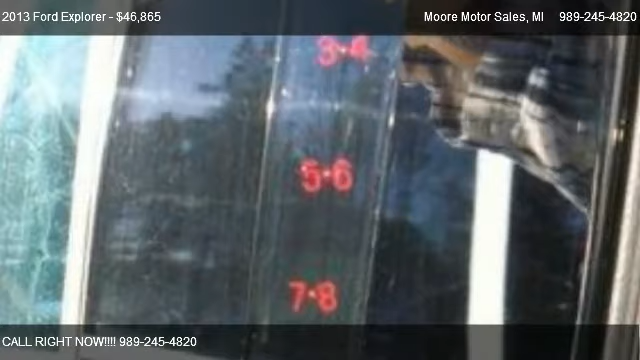 2013 Ford Explorer - $46,865
Moore Motor Sales, MI 989-245-4820
3·4
5·6
7·8
CALL RIGHT NOW!!!! 989-245-4820